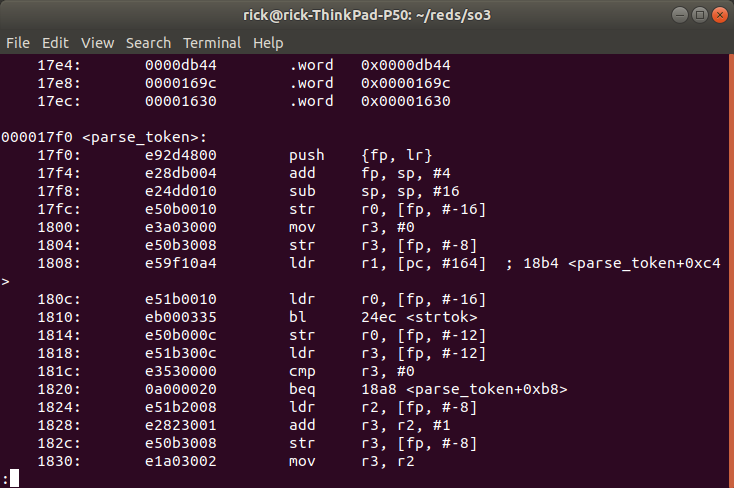 rick@rick-ThinkPad-P50: ~/reds/so3
File Edit View Search Terminal Help
17e4: 0000db44 .word 0x0000db44
17e8: 0000169c .word 0x0000169c
17ec: 00001630 .word 0x00001630
000017f0 <parse_token>:
17f0: e92d4800 push {fp, lr}
17f4: e28db004 add fp, sp, #4
17f8: e24dd010 sub sp, sp, #16
17fc: e50b0010 str r0, [fp, #-16]
1800: e3a03000 mov r3, #0
1804: e50b3008 str r3, [fp, #-8]
1808: e59f10a4 ldr r1, [pc, #164] ; 18b4 <parse_token+0xc4
>
180c: e51b0010 ldr r0, [fp, #-16]
1810: eb000335 bl 24ec <strtok>
1814: e50b000c str r0, [fp, #-12]
1818: e51b300c ldr r3, [fp, #-12]
181c: e3530000 cmp r3, #0
1820: 0a000020 beq 18a8 <parse_token+0xb8>
1824: e51b2008 ldr r2, [fp, #-8]
1828: e2823001 add r3, r2, #1
182c: e50b3008 str r3, [fp, #-8]
1830: e1a03002 mov r3, r2
: